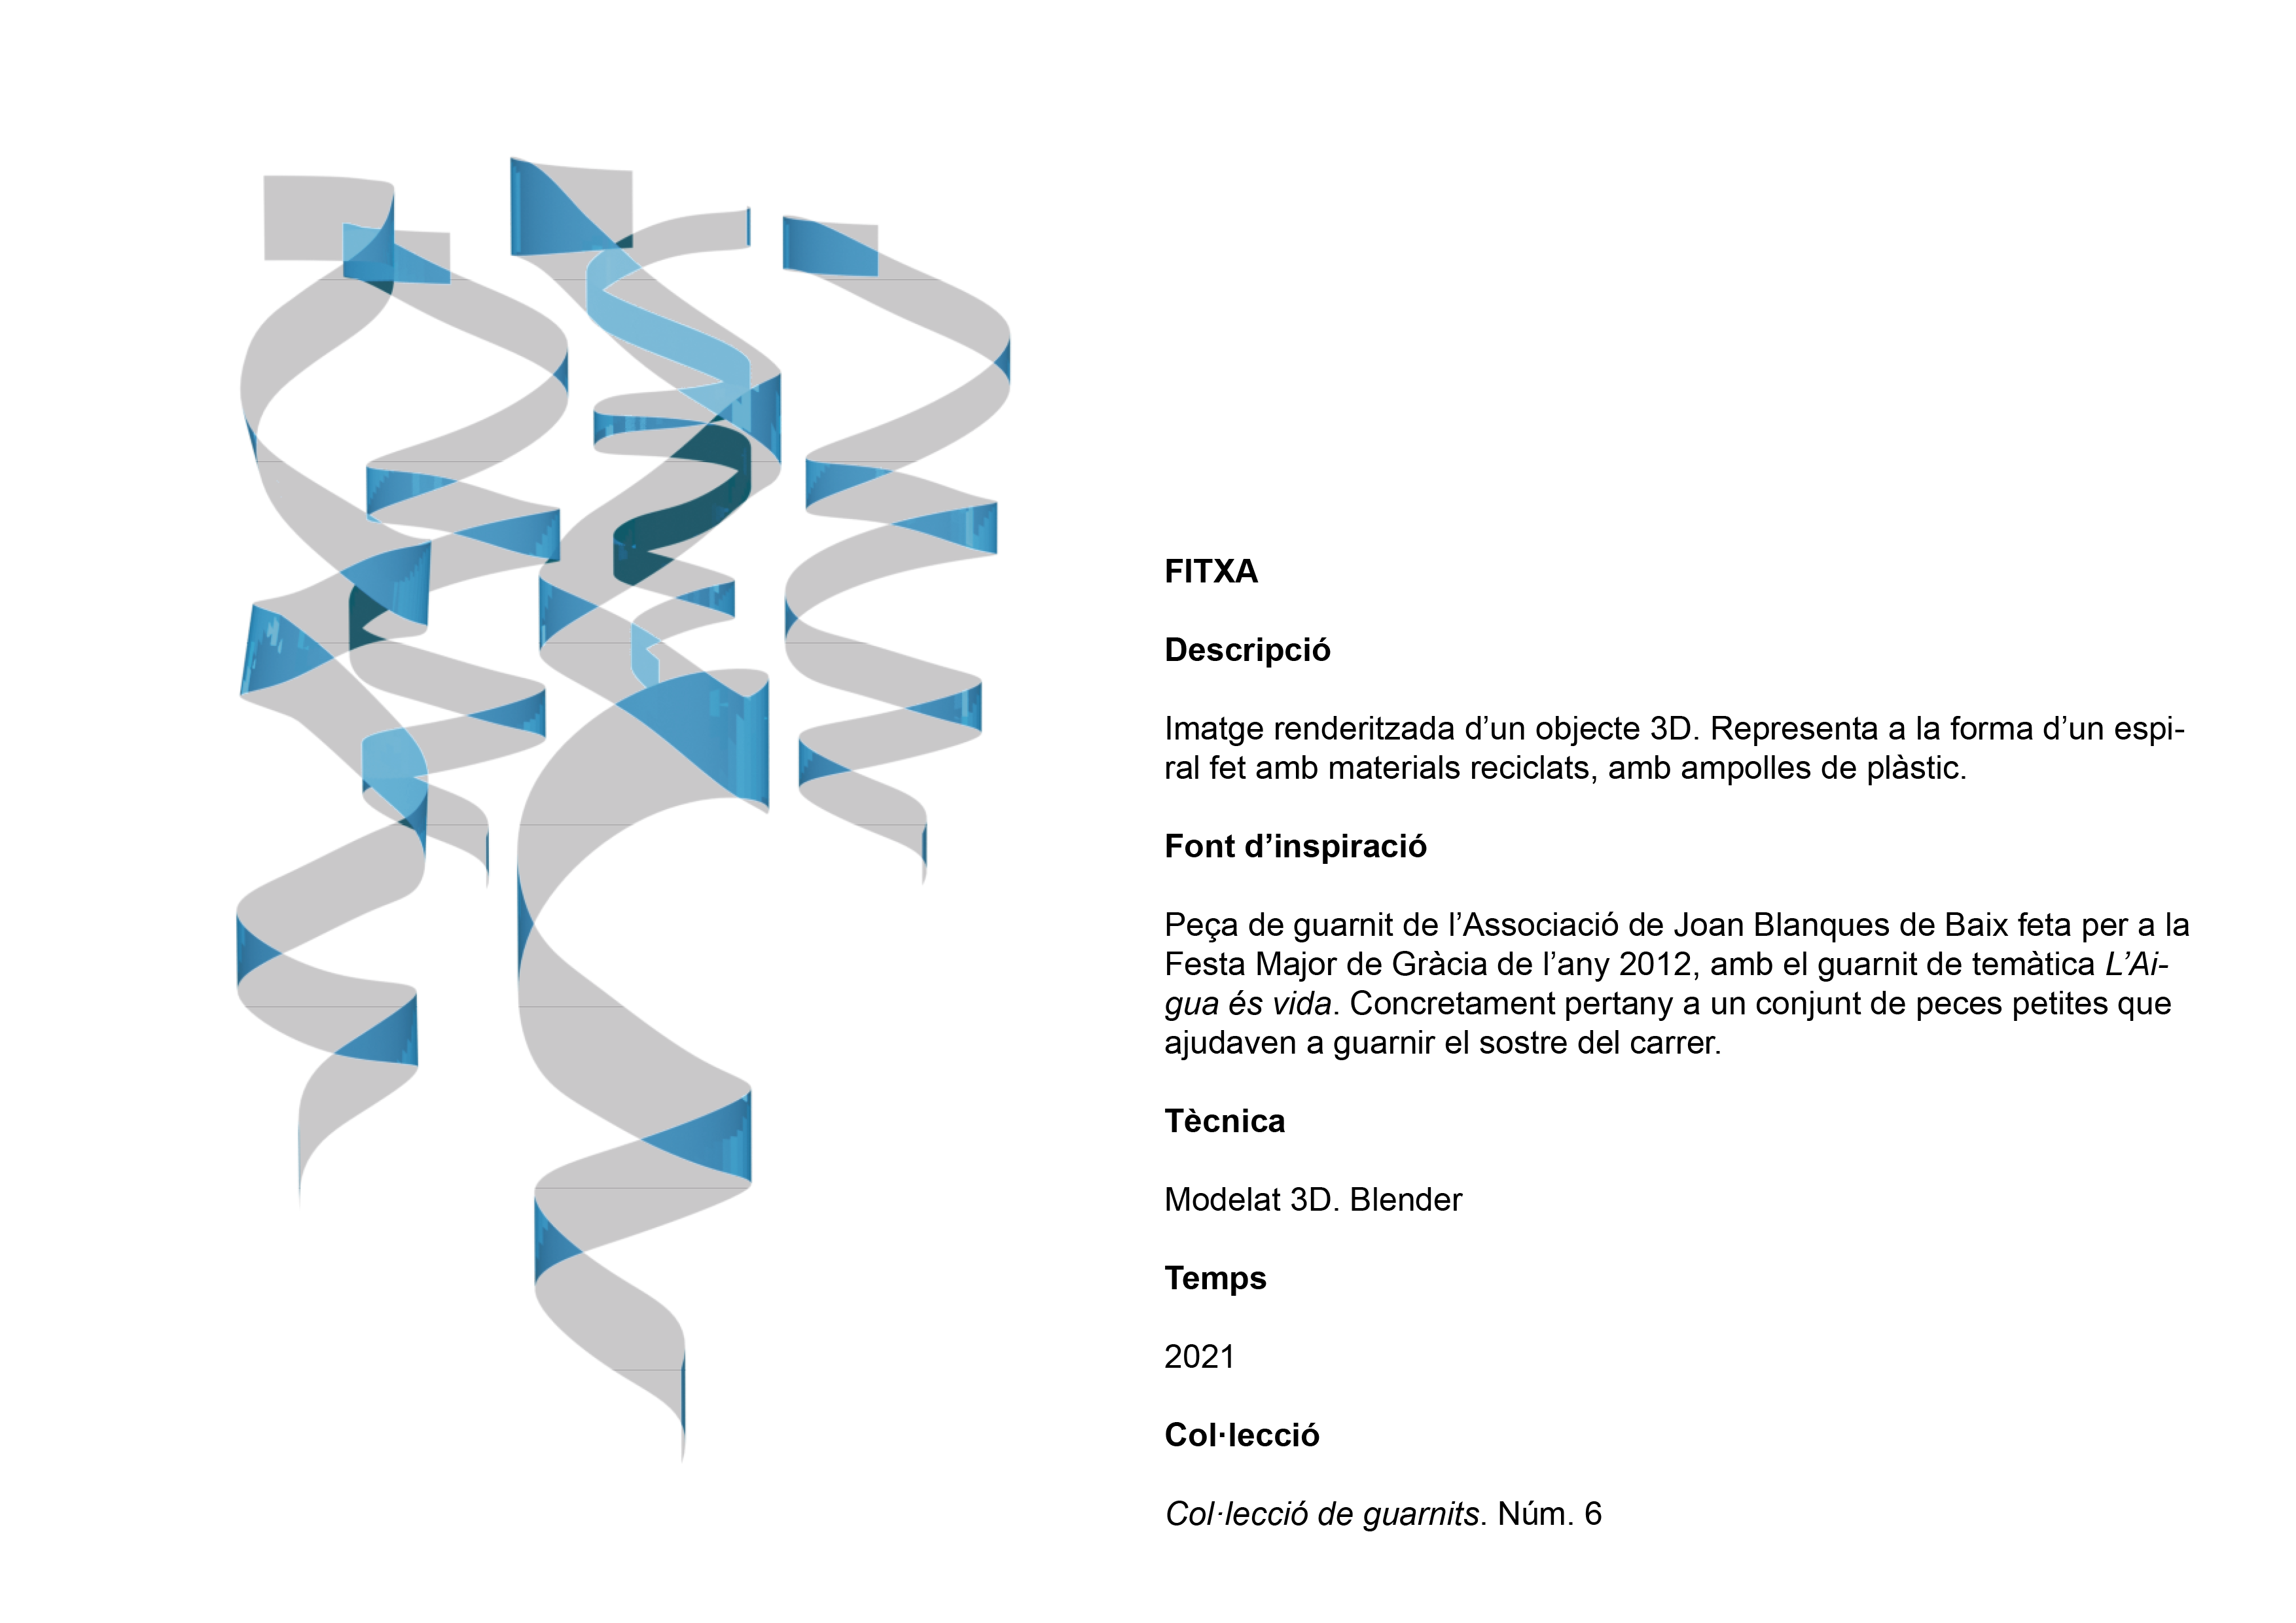 FITXA
Descripció
Imatge renderitzada d’un objecte 3D. Representa a la forma d’un espi-
ral fet amb materials reciclats, amb ampolles de plàstic.
Font d’inspiració
Peça de guarnit de l’Associació de Joan Blanques de Baix feta per a la
Festa Major de Gràcia de l’any 2012, amb el guarnit de temàtica L’Ai-
gua és vida. Concretament pertany a un conjunt de peces petites que
ajudaven a guarnir el sostre del carrer.
Tècnica
Modelat 3D. Blender
Temps
2021
Col·lecció
Col·lecció de guarnits. Núm. 6